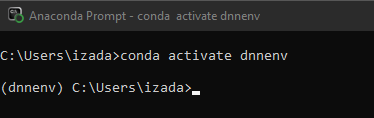 Anaconda Prompt - conda  activate dnnenv
C:\Users\izada>conda activate dnnenv
(dnnenv) C:\Users\izada>